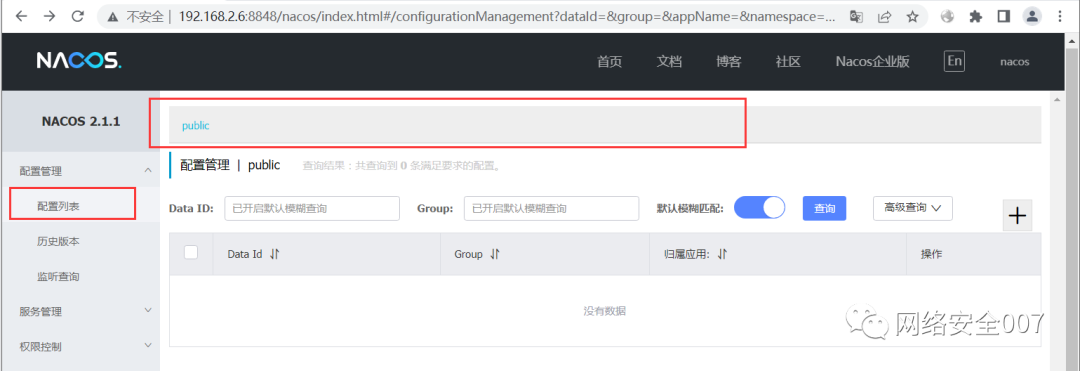 不安全 | 192.168.2.6:8848/nacos/index.html#/configurationManagement?dataId=&group=&appName=&namespace=...
NACOS.
首页 文档 博客 社区 Nacos企业版 En nacos
NACOS 2.1.1
public
配置管理
配置管理 | public 查询结果：共查询到 0 条满足要求的配置。
配置列表
Data ID: 已开启默认模糊查询 Group: 已开启默认模糊查询 默认模糊匹配: 查询 高级查询
历史版本
Data Id Group 归属应用: 操作
监听查询
服务管理
没有数据
权限控制
网络安全007